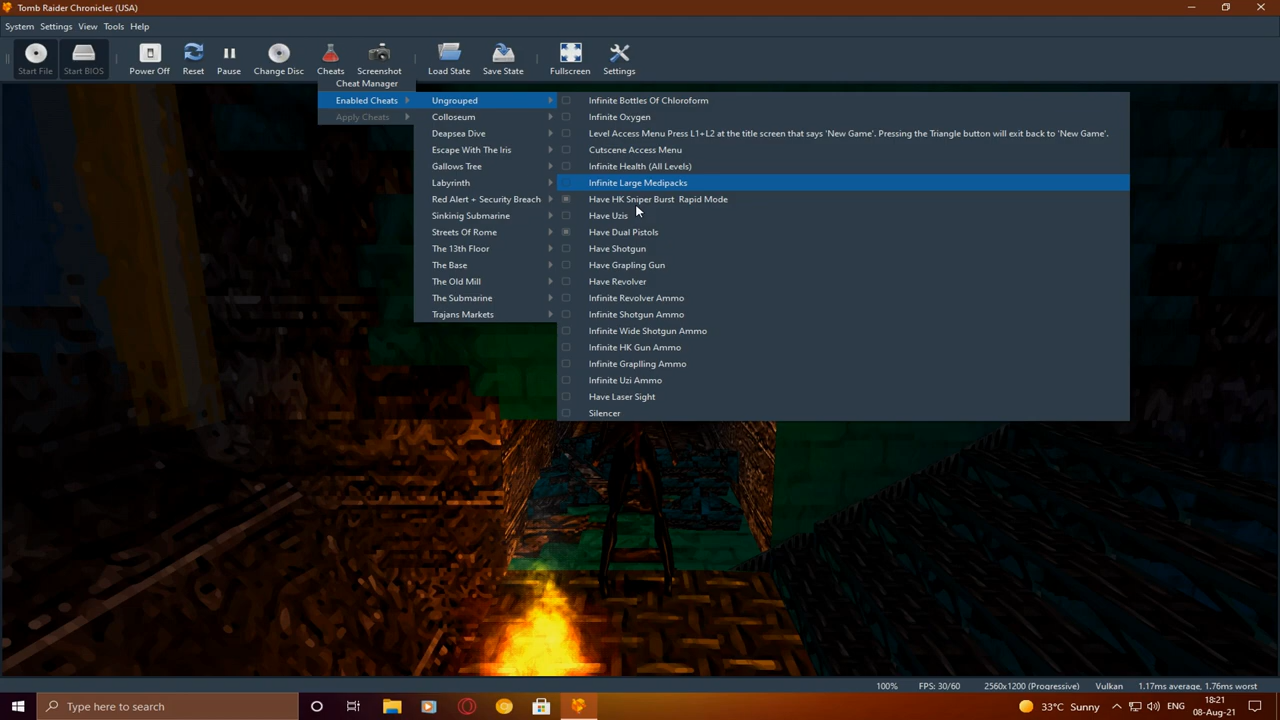 Tomb Raider Chronicles (USA)
System Settings View Tools Help
Start File Start BIOS Power Off Reset Pause Change Disc Cheats Screenshot Load State Save State Fullscreen Settings
Cheat Manager
Enabled Cheats
Apply Cheats
Ungrouped
Colloseum
Deapsea Dive
Escape With The Iris
Gallows Tree
Labyrinth
Red Alert + Security Breach
Sinkinig Submarine
Streets Of Rome
The 13th Floor
The Base
The Old Mill
The Submarine
Trajans Markets
Infinite Bottles Of Chloroform
Infinite Oxygen
Level Access Menu Press L1+L2 at the title screen that says 'New Game'. Pressing the Triangle button will exit back to 'New Game'.
Cutscene Access Menu
Infinite Health (All Levels)
Infinite Large Medipacks
Have HK Sniper Burst Rapid Mode
Have Uzis
Have Dual Pistols
Have Shotgun
Have Grapling Gun
Have Revolver
Infinite Revolver Ammo
Infinite Shotgun Ammo
Infinite Wide Shotgun Ammo
Infinite HK Gun Ammo
Infinite Graplling Ammo
Infinite Uzi Ammo
Have Laser Sight
Silencer
100% FPS: 30/60 2560x1200 (Progressive) Vulkan 1.17ms average, 1.76ms worst
Type here to search
33°C Sunny
18:21
08-Aug-21